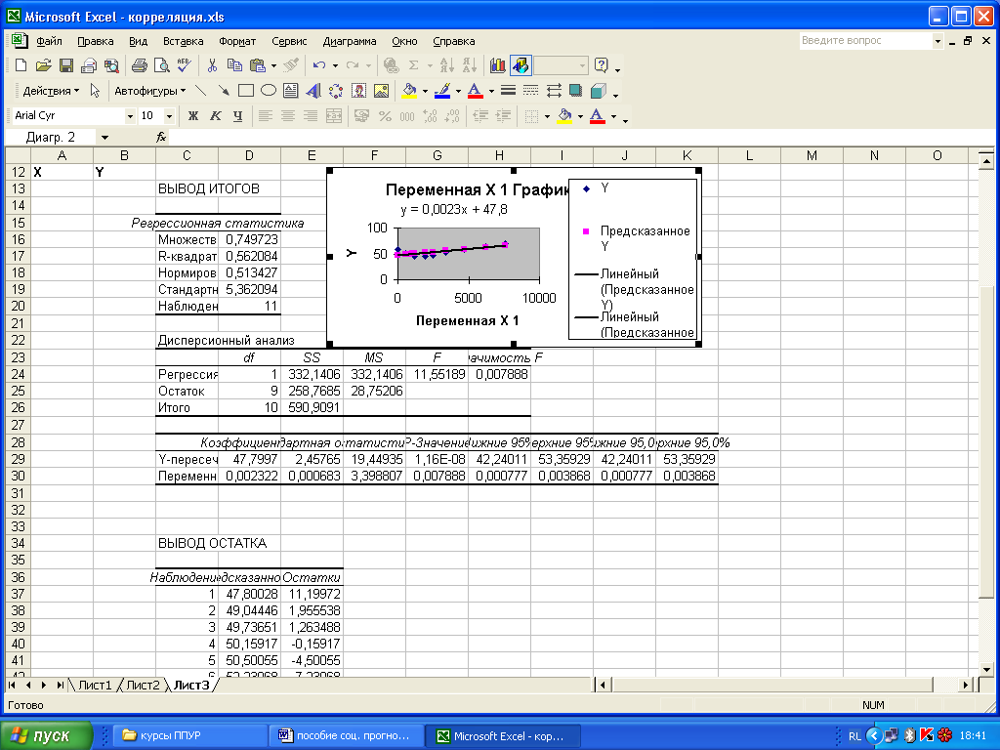 Microsoft Excel - корреляция.xls
Файл Правка Вид Вставка Формат Сервис Диаграмма Окно Справка Введите вопрос
Действия Автофигуры
Arial Cyr 10 Ж К Ч % 000
Диагр. 2 fx
A B C D E F G H I J K L M N O
12 X Y
13 ВЫВОД ИТОГОВ
14
15 Регрессионная статистика
16 Множеств 0,749723
17 R-квадрат 0,562084
18 Нормиров 0,513427
19 Стандартн 5,362094
20 Наблюден 11
21
22 Дисперсионный анализ
23 df SS MS F ачимость F
24 Регрессия 1 332,1406 332,1406 11,55189 0,007888
25 Остаток 9 258,7685 28,75206
26 Итого 10 590,9091
27
28 Коэффициен дартная о татисти Р-Значение ижние 95% ерхние 95% ижние 95,0 рхние 95,0%
29 Y-пересеч 47,7997 2,45765 19,44935 1,16E-08 42,24011 53,35929 42,24011 53,35929
30 Переменн 0,002322 0,000683 3,398807 0,007888 0,000777 0,003868 0,000777 0,003868
31
32
33
34 ВЫВОД ОСТАТКА
35
36 Наблюдени дсказанно Остатки
37 1 47,80028 11,19972
38 2 49,04446 1,955538
39 3 49,73651 1,263488
40 4 50,15917 -0,15917
41 5 50,50055 -4,50055
Переменная X 1 График
y = 0,0023x + 47,8
100
50
0
Y
0 5000 10000
Переменная X 1
Y
Предсказанное
Y
Линейный
(Предсказанное
Y)
Линейный
(Предсказанное
Лист1 Лист2 Лист3
Готово NUM
пуск курсы ППУР пособие соц. прогно... Microsoft Excel - кор... RL 18:41